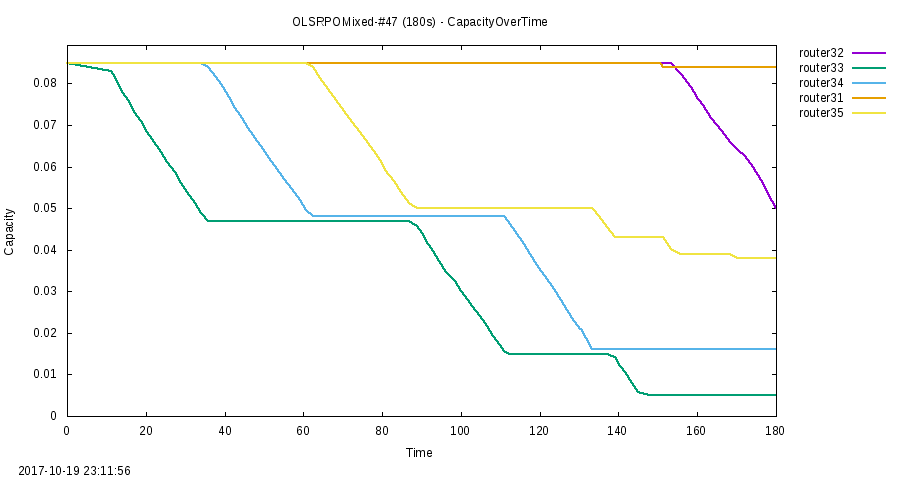 OLSRPOMixed-#47 (180s) - CapacityOverTime
router32
router33
router34
router31
router35
0.08
0.07
0.06
0.05
0.04
0.03
0.02
0.01
0
Capacity
0 20 40 60 80 100 120 140 160 180
Time
2017-10-19 23:11:56